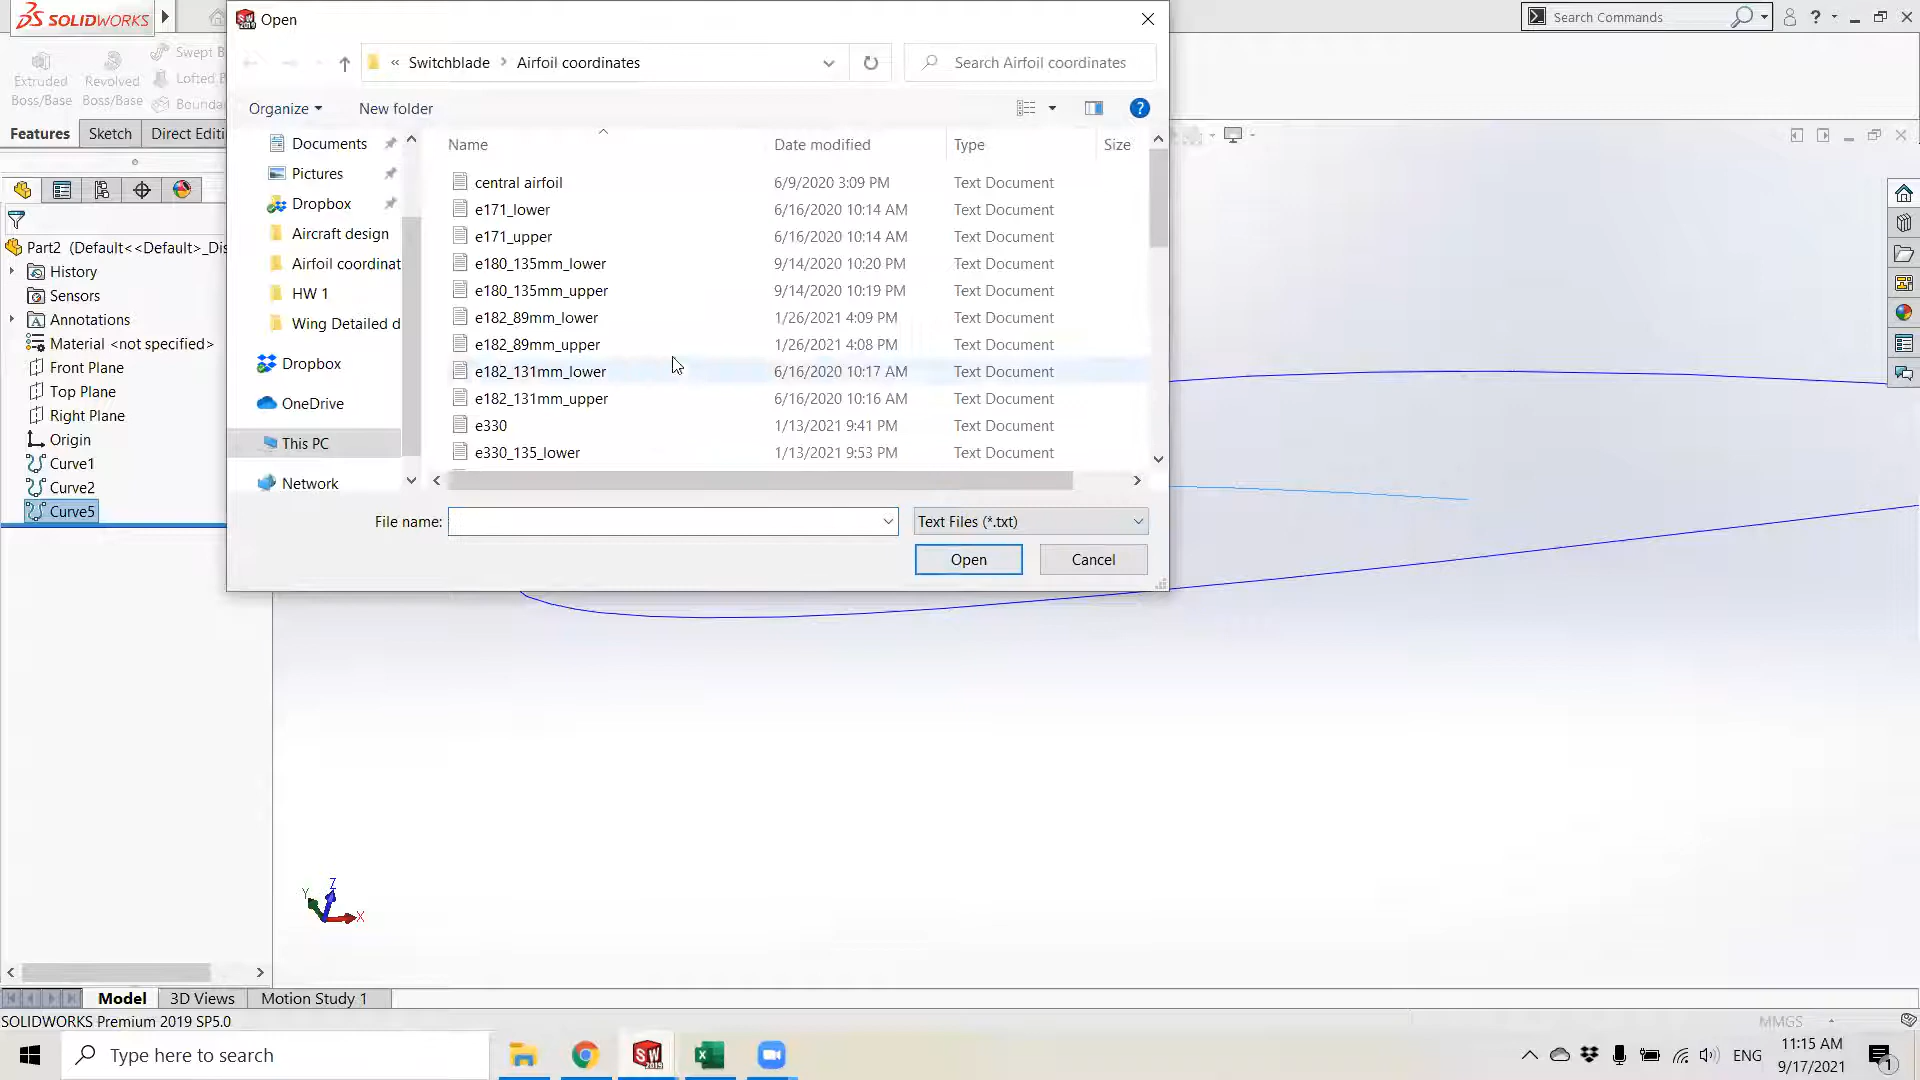 SOLIDWORKS
Open
Search Commands
Extruded Boss/Base
Revolved Boss/Base
Swept B
Lofted B
Bounda
Switchblade > Airfoil coordinates
Search Airfoil coordinates
Organize
New folder
Features
Sketch
Direct Editi
Documents
Pictures
Dropbox
Aircraft design
Airfoil coordinat
HW 1
Wing Detailed d
Dropbox
OneDrive
This PC
Network
Name Date modified Type Size
central airfoil 6/9/2020 3:09 PM Text Document
e171_lower 6/16/2020 10:14 AM Text Document
e171_upper 6/16/2020 10:14 AM Text Document
e180_135mm_lower 9/14/2020 10:20 PM Text Document
e180_135mm_upper 9/14/2020 10:19 PM Text Document
e182_89mm_lower 1/26/2021 4:09 PM Text Document
e182_89mm_upper 1/26/2021 4:08 PM Text Document
e182_131mm_lower 6/16/2020 10:17 AM Text Document
e182_131mm_upper 6/16/2020 10:16 AM Text Document
e330 1/13/2021 9:41 PM Text Document
e330_135_lower 1/13/2021 9:53 PM Text Document
File name:
Text Files (*.txt)
Open
Cancel
Part2 (Default<<Default>_Dis
History
Sensors
Annotations
Material <not specified>
Front Plane
Top Plane
Right Plane
Origin
Curve1
Curve2
Curve5
Z
Y
X
Model
3D Views
Motion Study 1
SOLIDWORKS Premium 2019 SP5.0
MMGS
Type here to search
ENG
11:15 AM
9/17/2021
1